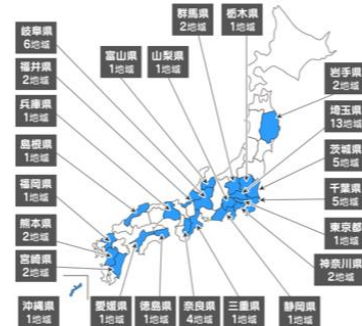 群馬県
2地域
栃木県
1地域
岐阜県
6地域
富山県
1地域
山梨県
1地域
福井県
2地域
岩手県
2地域
兵庫県
1地域
埼玉県
13地域
島根県
1地域
茨城県
5地域
福岡県
1地域
千葉県
5地域
熊本県
2地域
東京都
1地域
宮崎県
2地域
神奈川県
2地域
沖縄県
1地域
愛媛県
1地域
徳島県
1地域
奈良県
4地域
三重県
1地域
静岡県
1地域